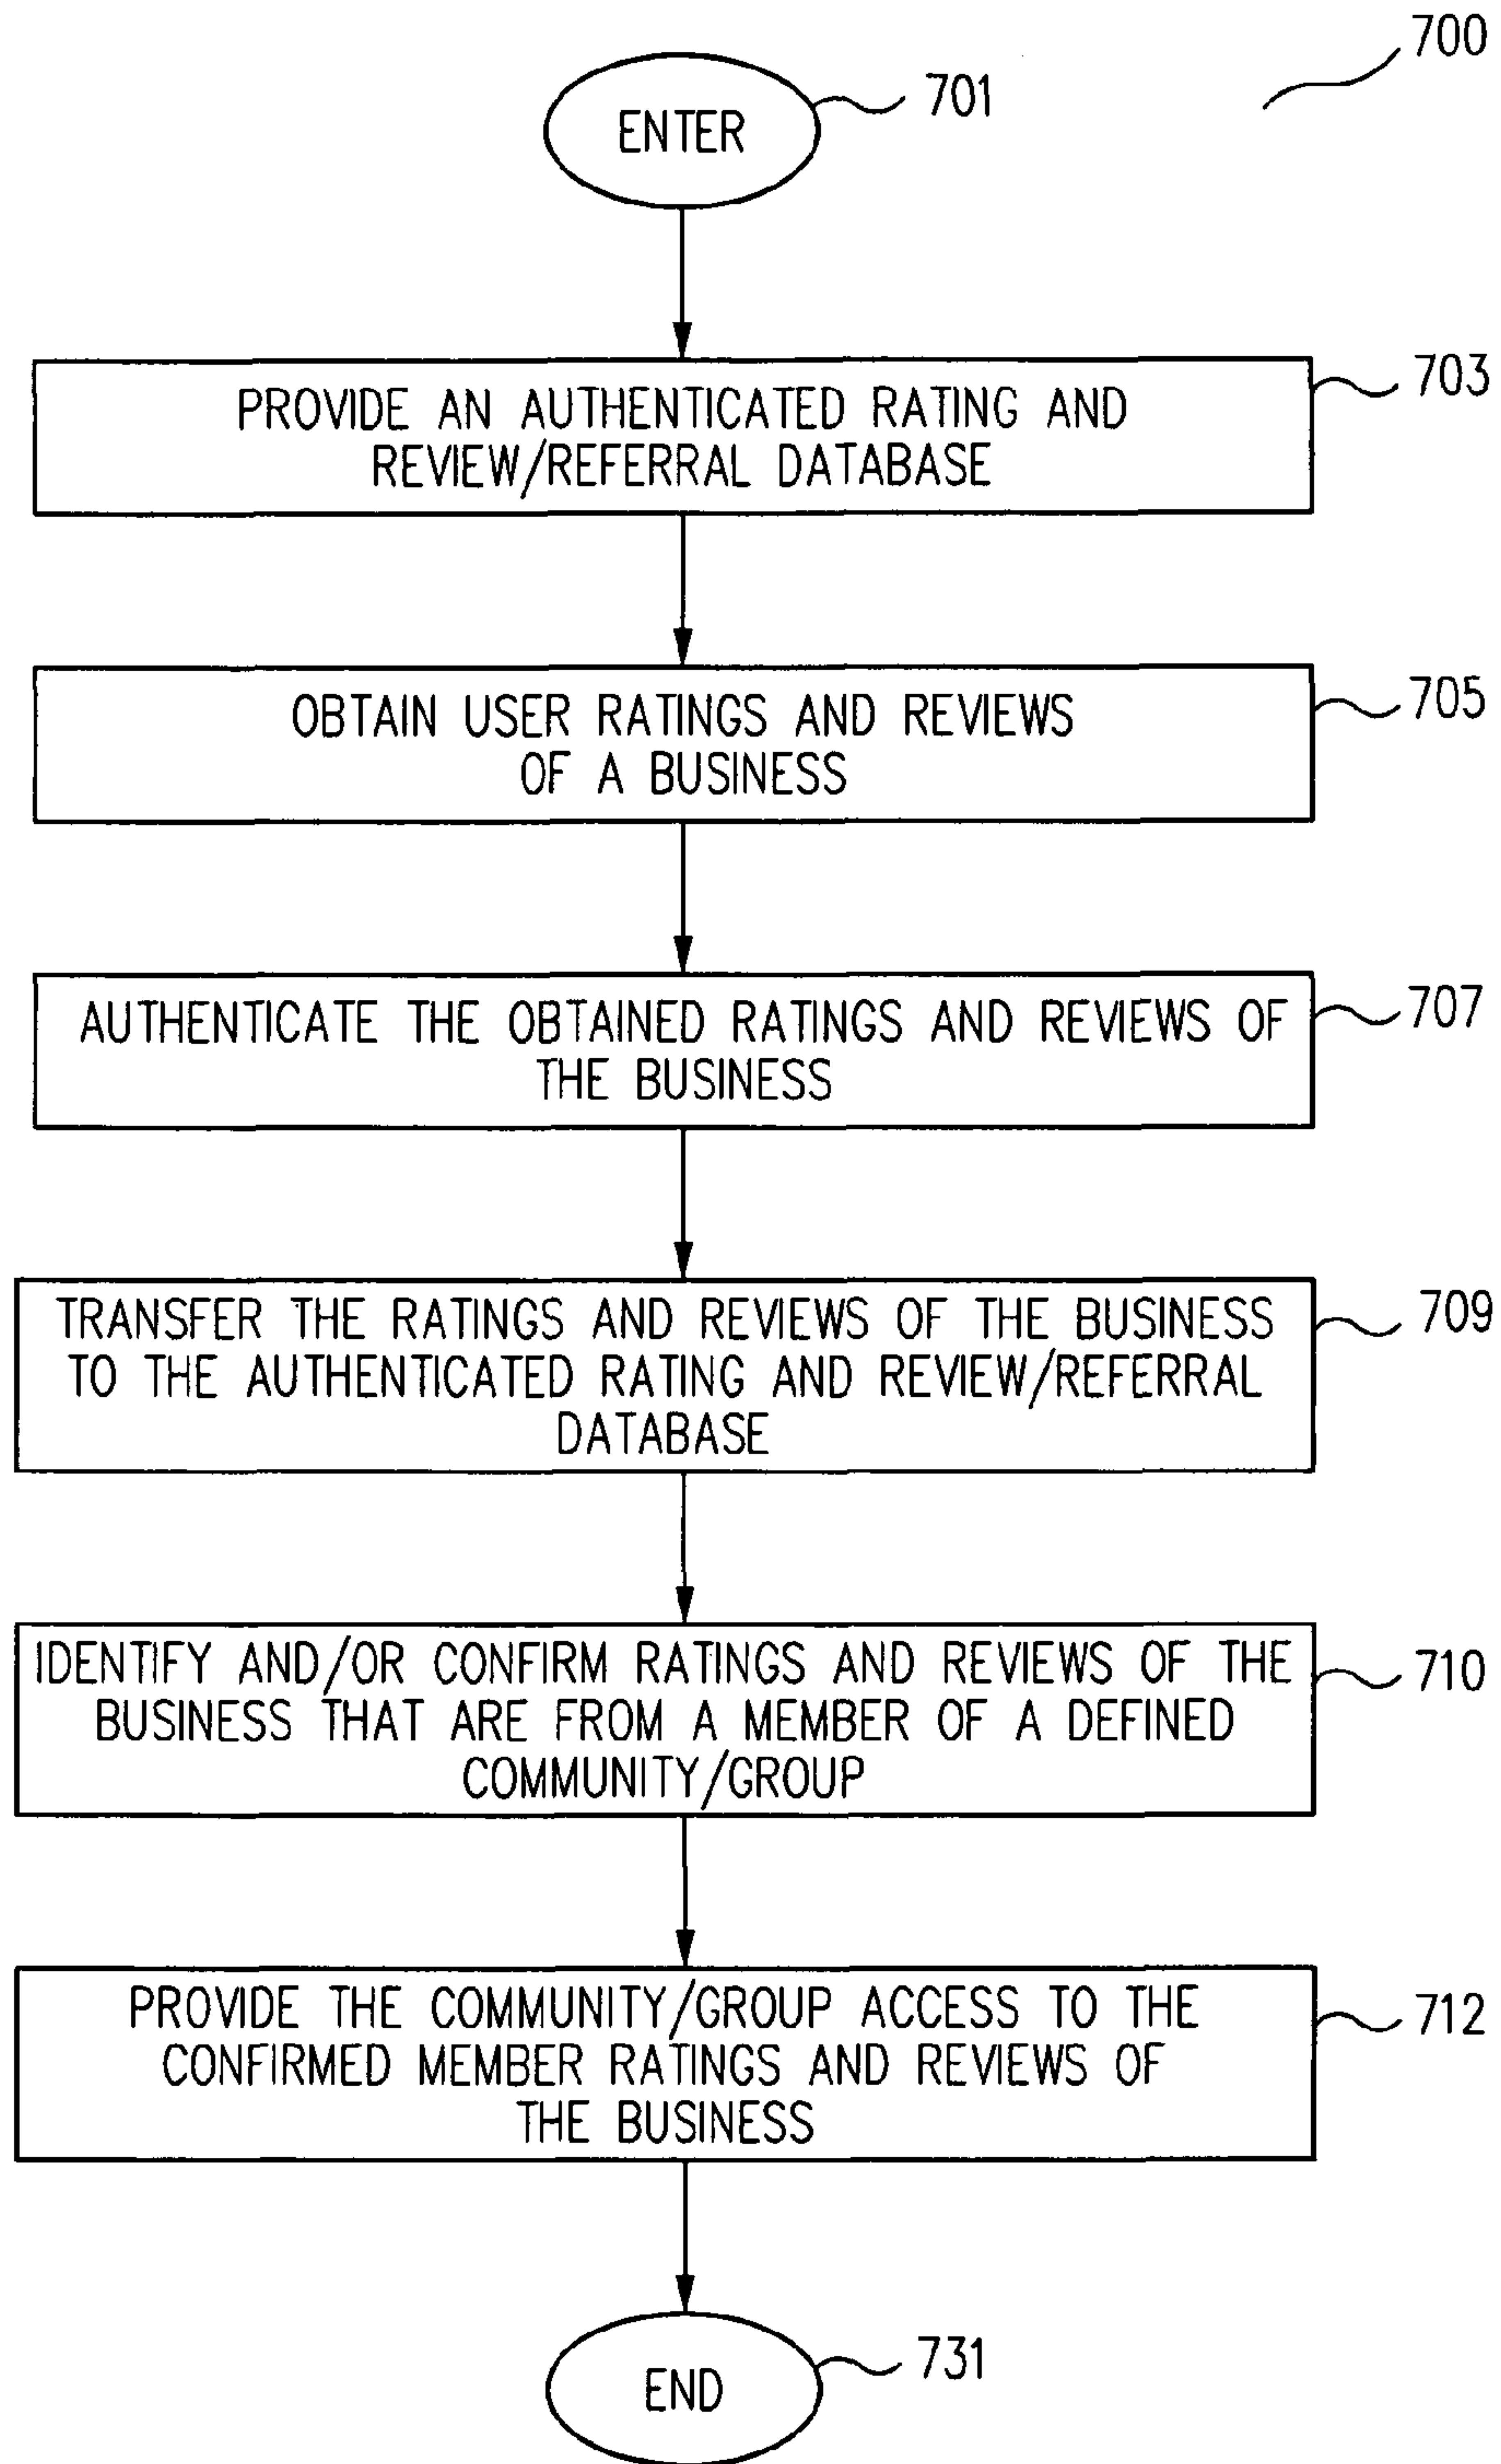 700
ENTER
701
PROVIDE AN AUTHENTICATED RATING AND
REVIEW/REFERRAL DATABASE
703
OBTAIN USER RATINGS AND REVIEWS
OF A BUSINESS
705
AUTHENTICATE THE OBTAINED RATINGS AND REVIEWS OF
THE BUSINESS
707
TRANSFER THE RATINGS AND REVIEWS OF THE BUSINESS
TO THE AUTHENTICATED RATING AND REVIEW/REFERRAL
DATABASE
709
IDENTIFY AND/OR CONFIRM RATINGS AND REVIEWS OF THE
BUSINESS THAT ARE FROM A MEMBER OF A DEFINED
COMMUNITY/GROUP
710
PROVIDE THE COMMUNITY/GROUP ACCESS TO THE
CONFIRMED MEMBER RATINGS AND REVIEWS OF
THE BUSINESS
712
END
731